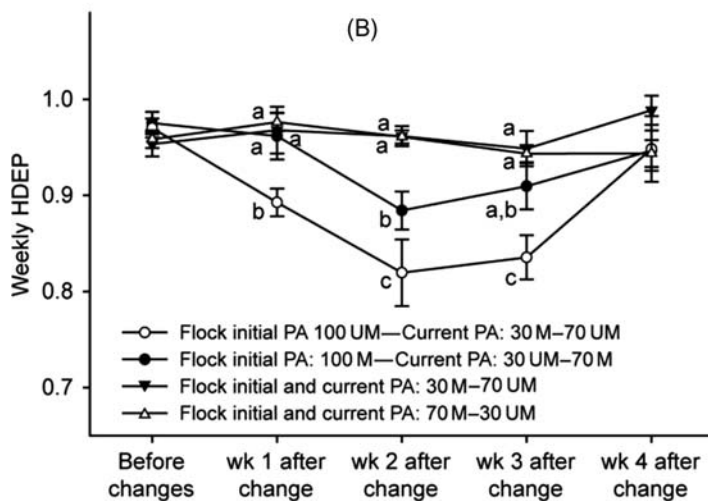 (B)
Weekly HDEP
1.0
0.9
0.8
0.7
a
a
a
b
a
a
b
c
a
a
a,b
c
Flock initial PA 100 UM—Current PA: 30 M–70 UM
Flock initial PA: 100 M—Current PA: 30 UM–70 M
Flock initial and current PA: 30 M–70 UM
Flock initial and current PA: 70 M–30 UM
Before changes
wk 1 after change
wk 2 after change
wk 3 after change
wk 4 after change